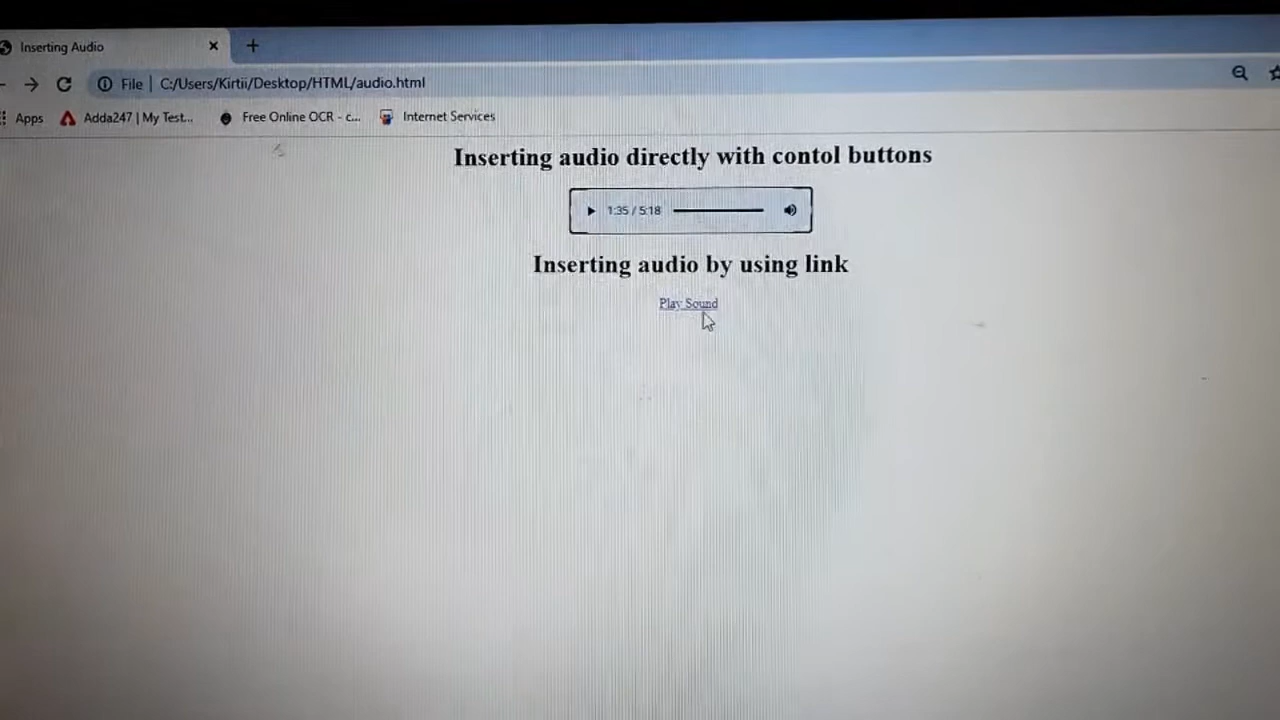 Inserting Audio
File | C:/Users/Kirtii/Desktop/HTML/audio.html
Apps Adda247 | My Test... Free Online OCR - c... Internet Services
Inserting audio directly with contol buttons
1:35 / 5:18
Inserting audio by using link
Play Sound